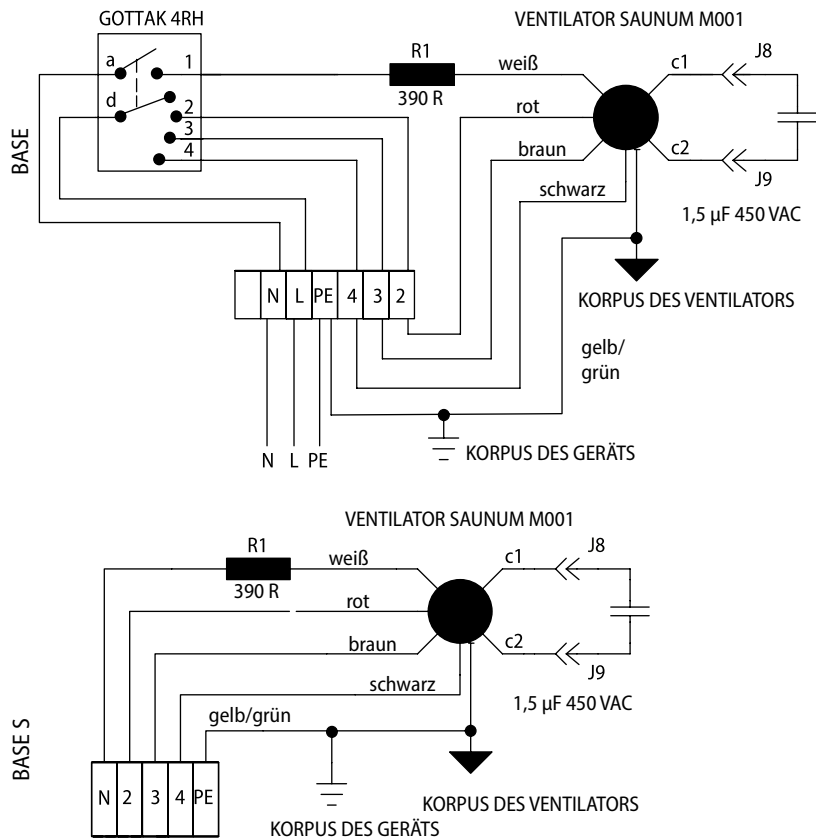 GOTTAK 4RH
VENTILATOR SAUNUM M001
a
1
R1
390 R
weiß
c1
J8
d
2
rot
3
braun
4
c2
J9
schwarz
1,5 µF 450 VAC
BASE
N L PE 4 3 2
KORPUS DES VENTILATORS
gelb/
grün
N L PE
KORPUS DES GERÄTS
VENTILATOR SAUNUM M001
R1
390 R
weiß
c1
J8
rot
braun
c2
J9
schwarz
1,5 µF 450 VAC
gelb/grün
BASE S
N 2 3 4 PE
KORPUS DES VENTILATORS
KORPUS DES GERÄTS